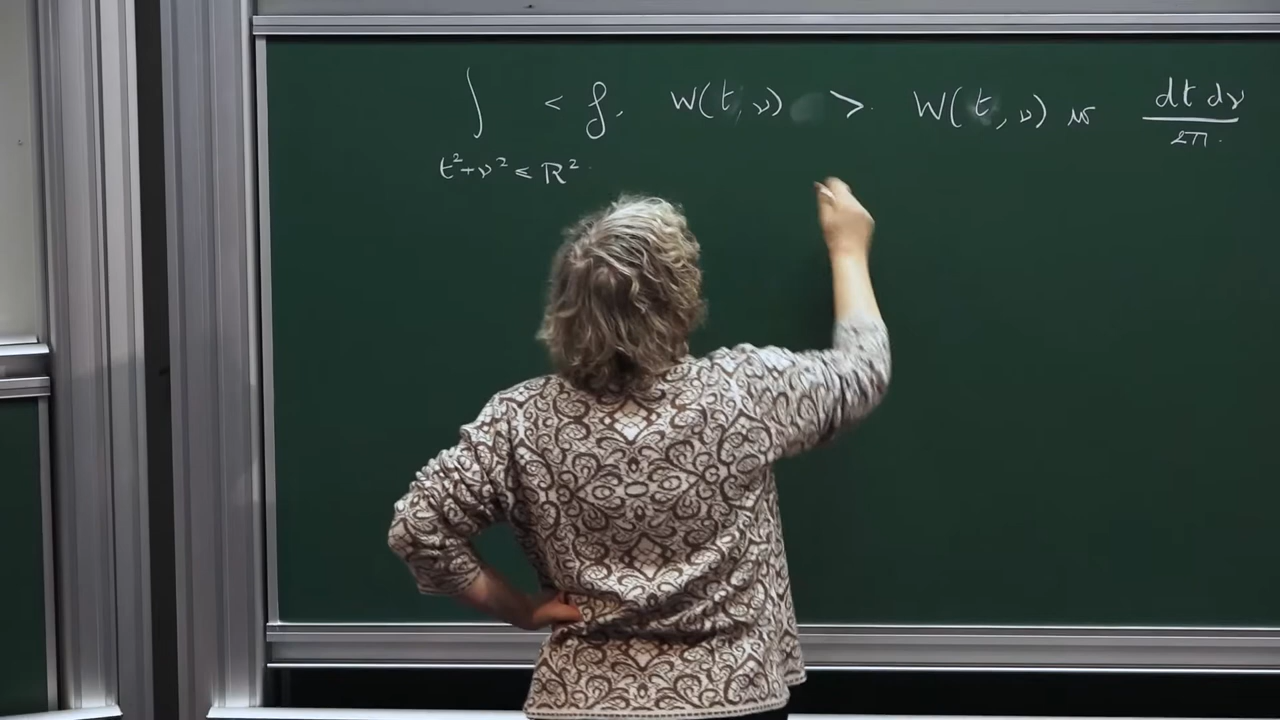 ∫ < f, W(t, ν) > W(t, ν) w dt dν / 2π
t² + ν² ≤ R²